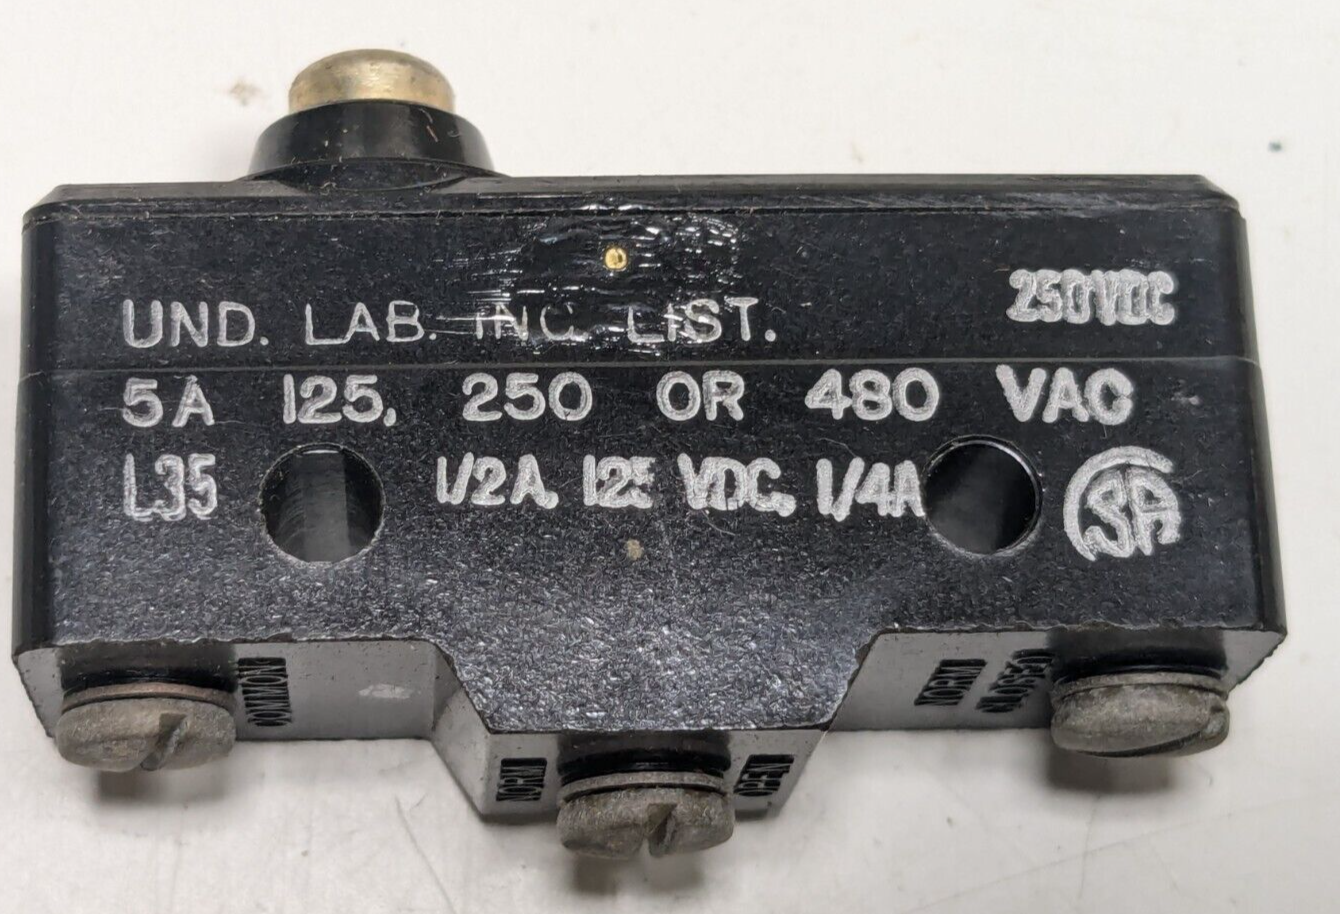 250VDC
UND. LAB. INC. LIST.
5A 125, 250 OR 480 VAC
L35 1/2A, 125 VDC, 1/4A
SA
COMMON
NORM
OPEN
NORM
CLOSED